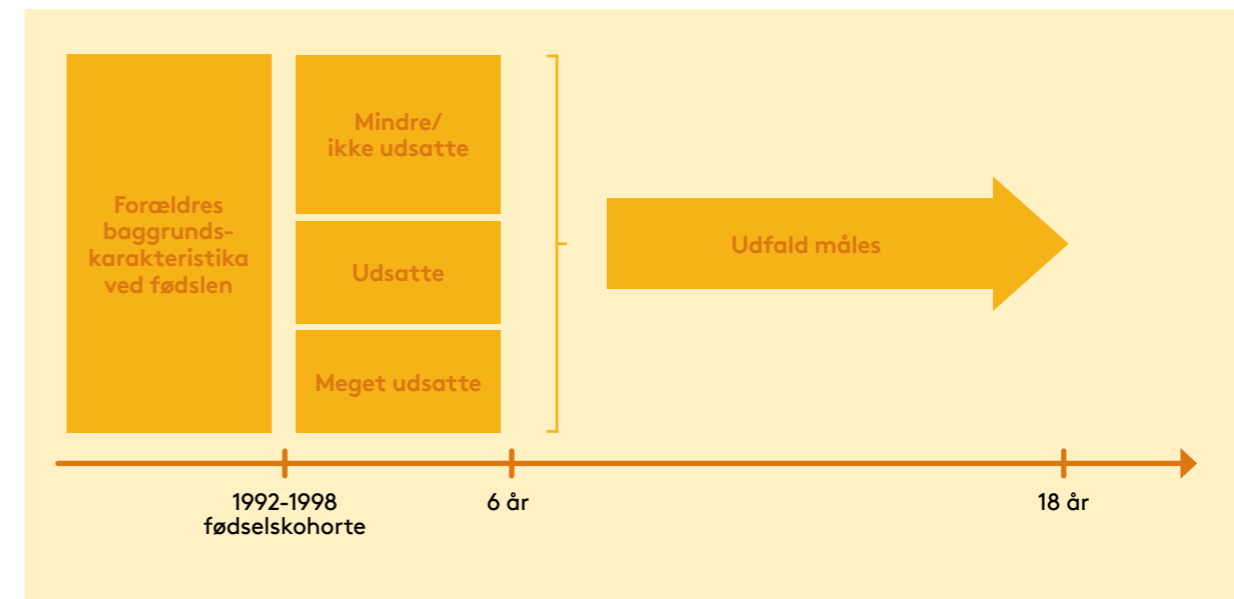 Forældres
baggrunds-
karakteristika
ved fødslen
Mindre/
ikke udsatte
Udsatte
Meget udsatte
Udfald måles
1992-1998
fødselskohorte
6 år
18 år